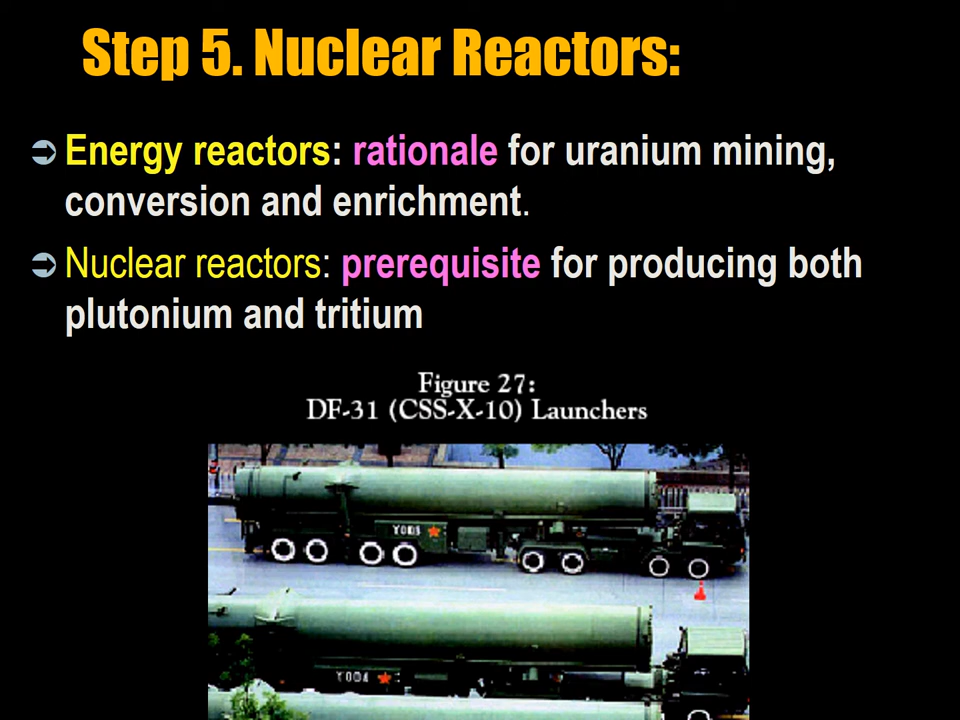 Step 5. Nuclear Reactors:
Energy reactors: rationale for uranium mining,
conversion and enrichment.
Nuclear reactors: prerequisite for producing both
plutonium and tritium
Figure 27:
DF-31 (CSS-X-10) Launchers